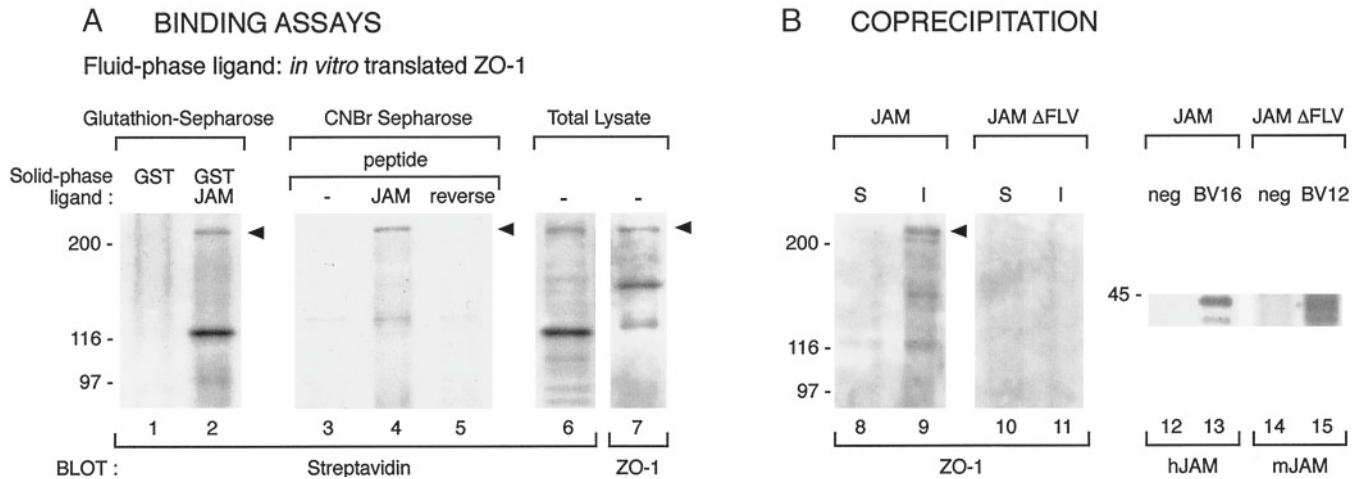 A BINDING ASSAYS
Fluid-phase ligand: in vitro translated ZO-1
Glutathion-Sepharose CNBr Sepharose Total Lysate
peptide
Solid-phase ligand : GST GST JAM - JAM reverse - -
200 -
116 -
97 -
1 2 3 4 5 6 7
BLOT : Streptavidin ZO-1
B COPRECIPITATION
JAM JAM ΔFLV JAM JAM ΔFLV
S I S I neg BV16 neg BV12
200 -
45 -
116 -
97 -
8 9 10 11 12 13 14 15
ZO-1 hJAM mJAM